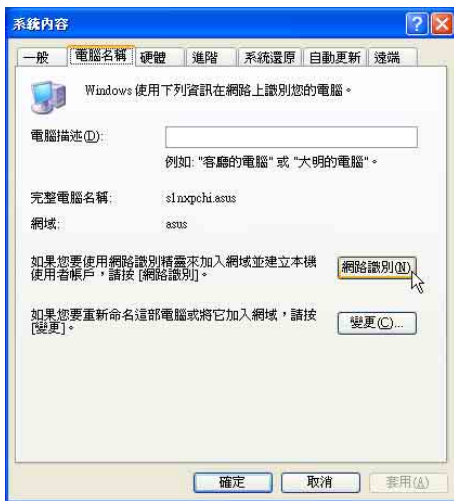 系統內容
一般 電腦名稱 硬體 進階 系統還原 自動更新 遠端
Windows 使用下列資訊在網路上識別您的電腦。
電腦描述(D):
例如: "客廳的電腦" 或 "大明的電腦"。
完整電腦名稱: slnxpchi.asus
網域: asus
如果您要使用網路識別精靈來加入網域並建立本機
使用者帳戶，請按 [網路識別]。
網路識別(N)
如果您要重新命名這部電腦或將它加入網域，請按
[變更]。
變更(C)...
確定 取消 套用(A)